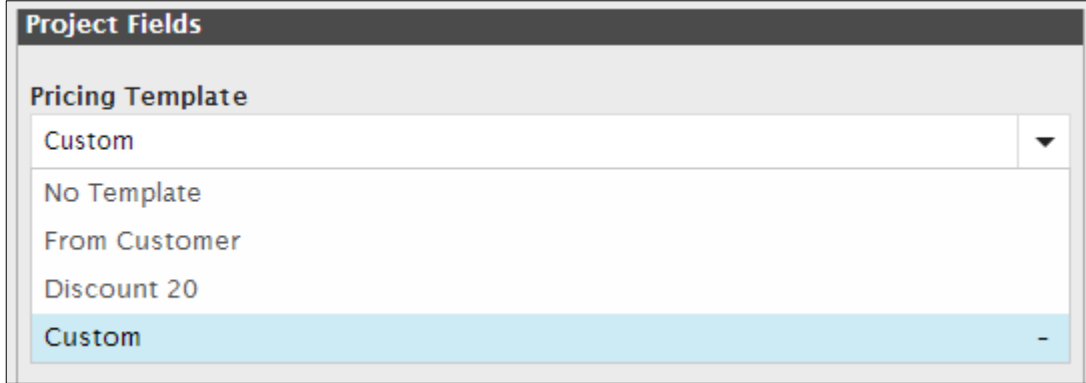 Project Fields
Pricing Template
Custom
No Template
From Customer
Discount 20
Custom -